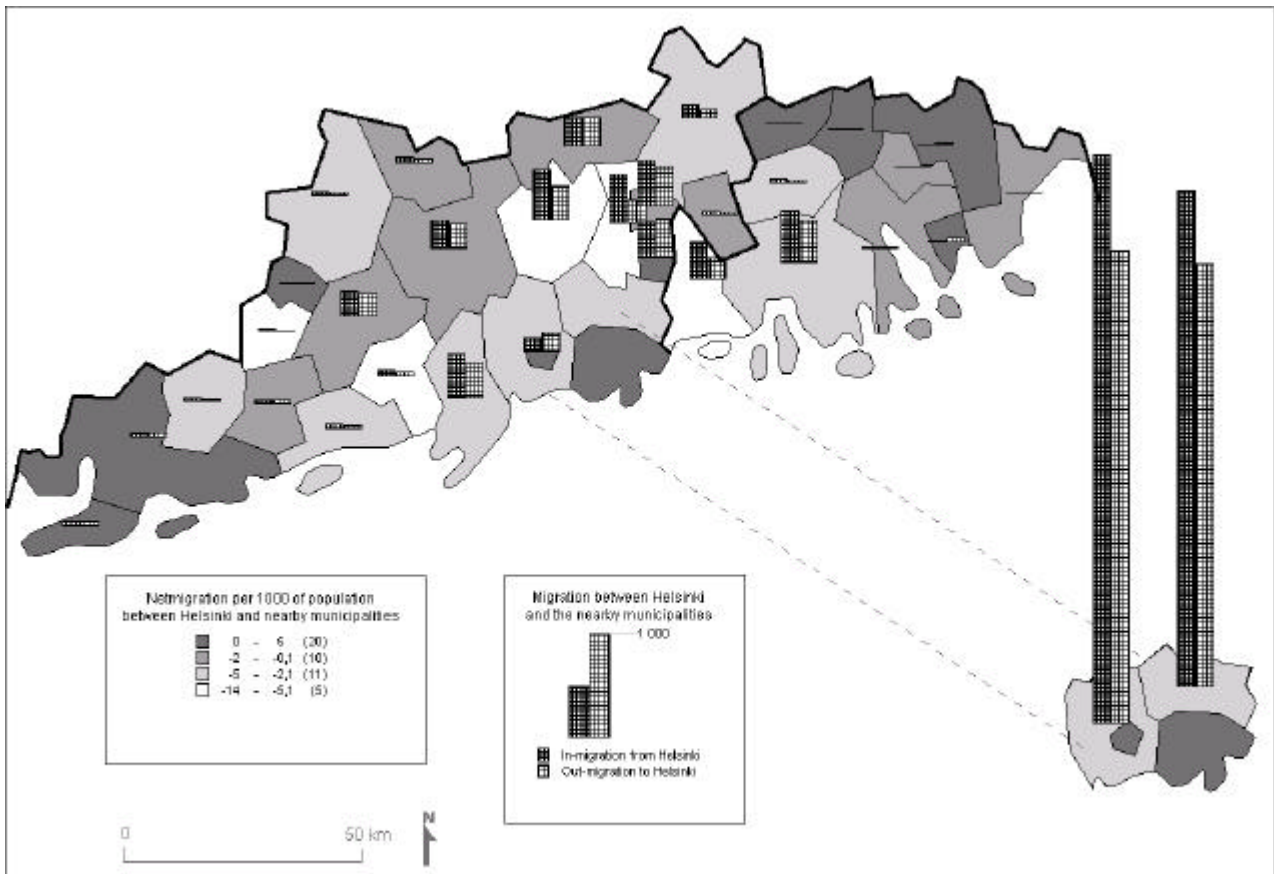 Netmigration per 1000 of population
between Helsinki and nearby municipalities
0 - 6 (20)
-2 - -0,1 (10)
-5 - -2,1 (11)
-14 - -5,1 (5)
Migration between Helsinki
and the nearby municipalities
1 000
In-migration from Helsinki
Out-migration to Helsinki
0 50 km
N